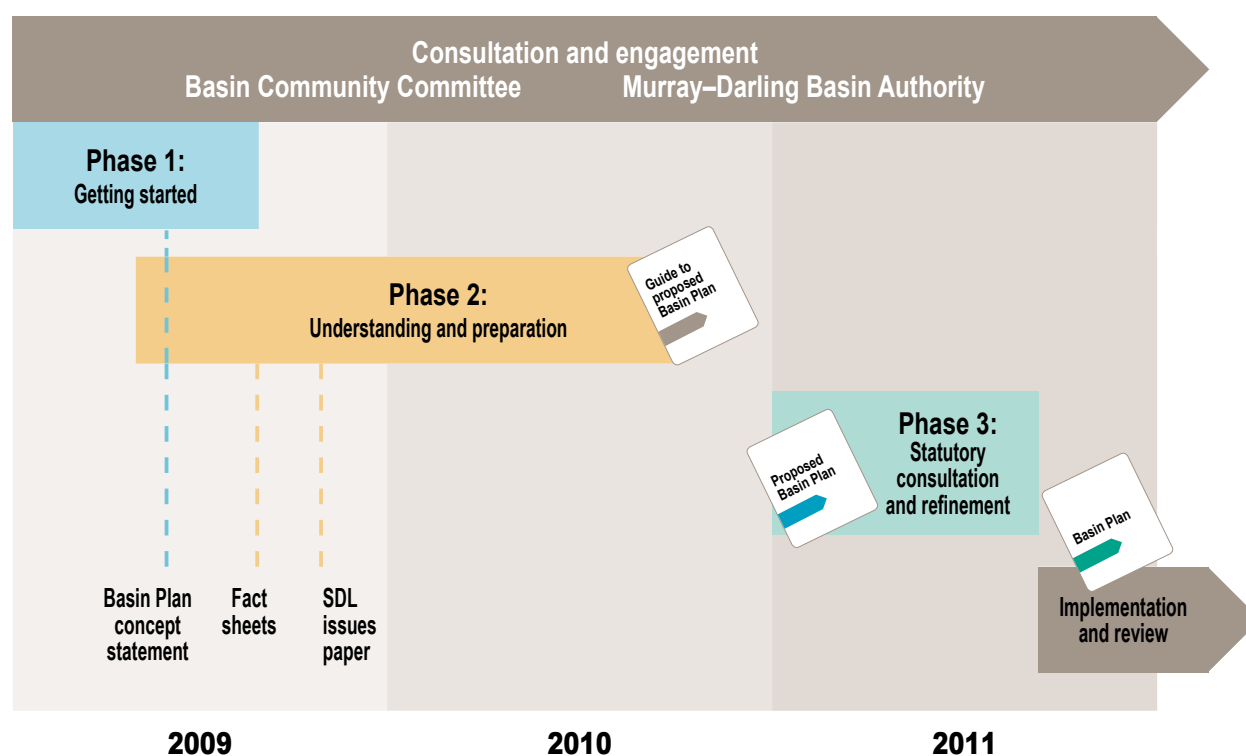 Consultation and engagement
Basin Community Committee Murray–Darling Basin Authority
Phase 1:
Getting started
Phase 2:
Understanding and preparation
Guide to
proposed
Basin Plan
Phase 3:
Statutory
consultation
and refinement
Proposed
Basin Plan
Basin Plan
Implementation
and review
Basin Plan
concept
statement
Fact
sheets
SDL
issues
paper
2009
2010
2011